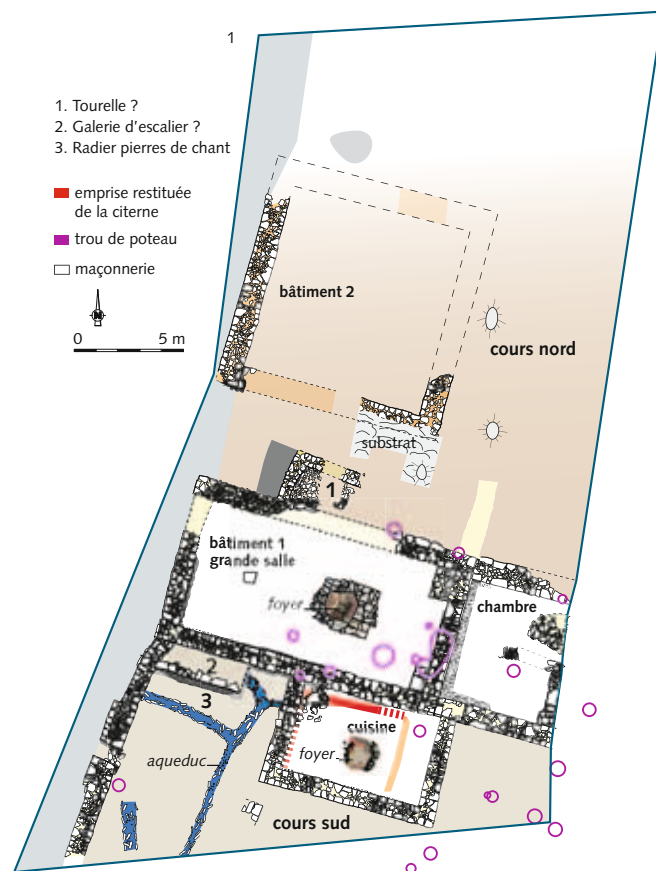 1
1. Tourelle ?
2. Galerie d'escalier ?
3. Radier pierres de chant
emprise restituée
de la citerne
trou de poteau
maçonnerie
N
0 5 m
bâtiment 2
cours nord
substrat
1
bâtiment 1
grande salle
foyer
chambre
2
3
cuisine
foyer
aqueduc
cours sud